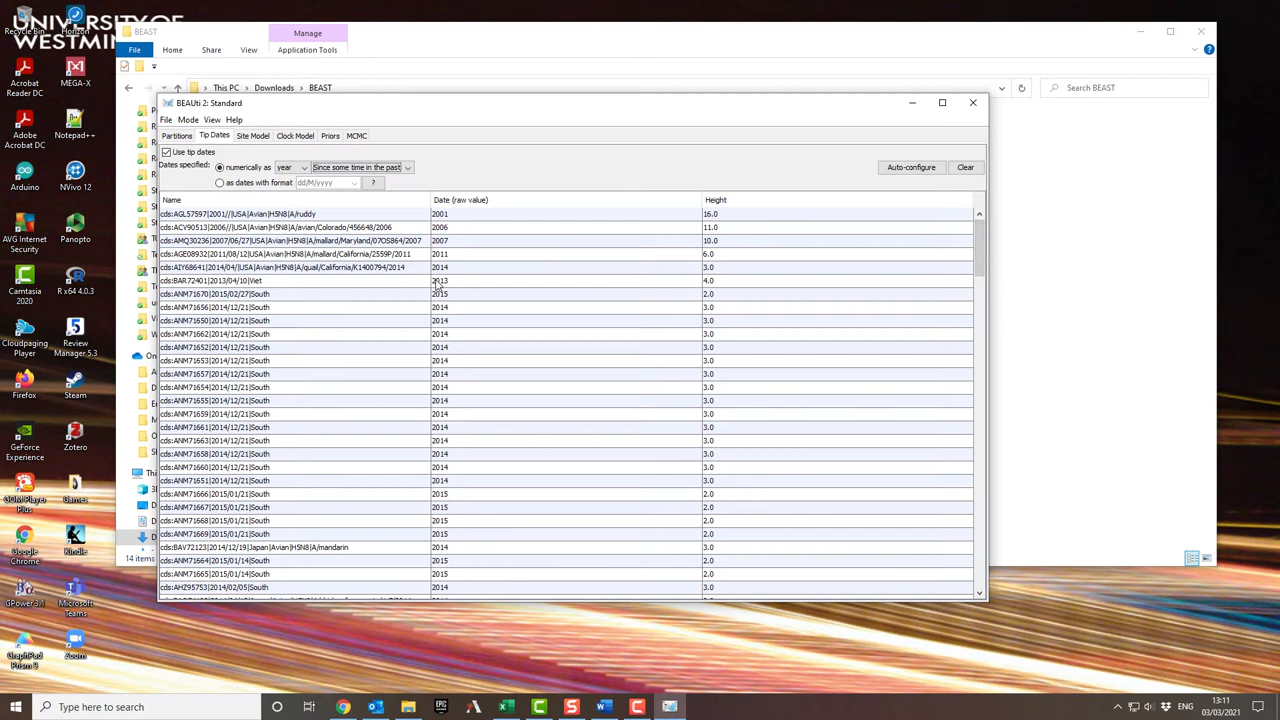 UNIVERSITY OF
WESTMIN
Recycle Bin
Horizon
Acrobat Reader DC
MEGA-X
Adobe Acrobat DC
Notepad++
Arduino
NVivo 12
AVG Internet Security
Panopto
Camtasia 2020
R x64 4.0.3
Cloudpaging Player
Review Manager 5.3
Firefox
Steam
GeForce Experience
Zotero
GOM Player Plus
Games
Google Chrome
Kindle
GPower 3.1
Microsoft Teams
GraphPad Prism 9
Zoom
BEAST
Manage
File
Home
Share
View
Application Tools
This PC > Downloads > BEAST
Search BEAST
14 items
BEAUti 2: Standard
File Mode View Help
Partitions Tip Dates Site Model Clock Model Priors MCMC
Use tip dates
Dates specified: numerically as year Since some time in the past Auto-configure Clear
as dates with format dd/M/yyyy ?
Name Date (raw value) Height
cds:AGL57597|2001//|USA|Avian|H5N8|A/ruddy 2001 16.0
cds:ACV90513|2006//|USA|Avian|H5N8|A/avian/Colorado/456648/2006 2006 11.0
cds:AMQ30236|2007/06/27|USA|Avian|H5N8|A/mallard/Maryland/07OS864/2007 2007 10.0
cds:AGE08932|2011/08/12|USA|Avian|H5N8|A/mallard/California/2559P/2011 2011 6.0
cds:AIY68641|2014/04/|USA|Avian|H5N8|A/quail/California/K1400794/2014 2014 3.0
cds:BAR72401|2013/04/10|Viet 2013 4.0
cds:ANM71670|2015/02/27|South 2015 2.0
cds:ANM71656|2014/12/21|South 2014 3.0
cds:ANM71650|2014/12/21|South 2014 3.0
cds:ANM71662|2014/12/21|South 2014 3.0
cds:ANM71652|2014/12/21|South 2014 3.0
cds:ANM71653|2014/12/21|South 2014 3.0
cds:ANM71657|2014/12/21|South 2014 3.0
cds:ANM71654|2014/12/21|South 2014 3.0
cds:ANM71655|2014/12/21|South 2014 3.0
cds:ANM71659|2014/12/21|South 2014 3.0
cds:ANM71661|2014/12/21|South 2014 3.0
cds:ANM71663|2014/12/21|South 2014 3.0
cds:ANM71658|2014/12/21|South 2014 3.0
cds:ANM71660|2014/12/21|South 2014 3.0
cds:ANM71651|2014/12/21|South 2014 3.0
cds:ANM71666|2015/01/21|South 2015 2.0
cds:ANM71667|2015/01/21|South 2015 2.0
cds:ANM71668|2015/01/21|South 2015 2.0
cds:ANM71669|2015/01/21|South 2015 2.0
cds:BAV72123|2014/12/19|Japan|Avian|H5N8|A/mandarin 2014 3.0
cds:ANM71664|2015/01/14|South 2015 2.0
cds:ANM71665|2015/01/14|South 2015 2.0
cds:AHZ95753|2014/02/05|South 2014 3.0
Type here to search
ENG
13:11
03/03/2021